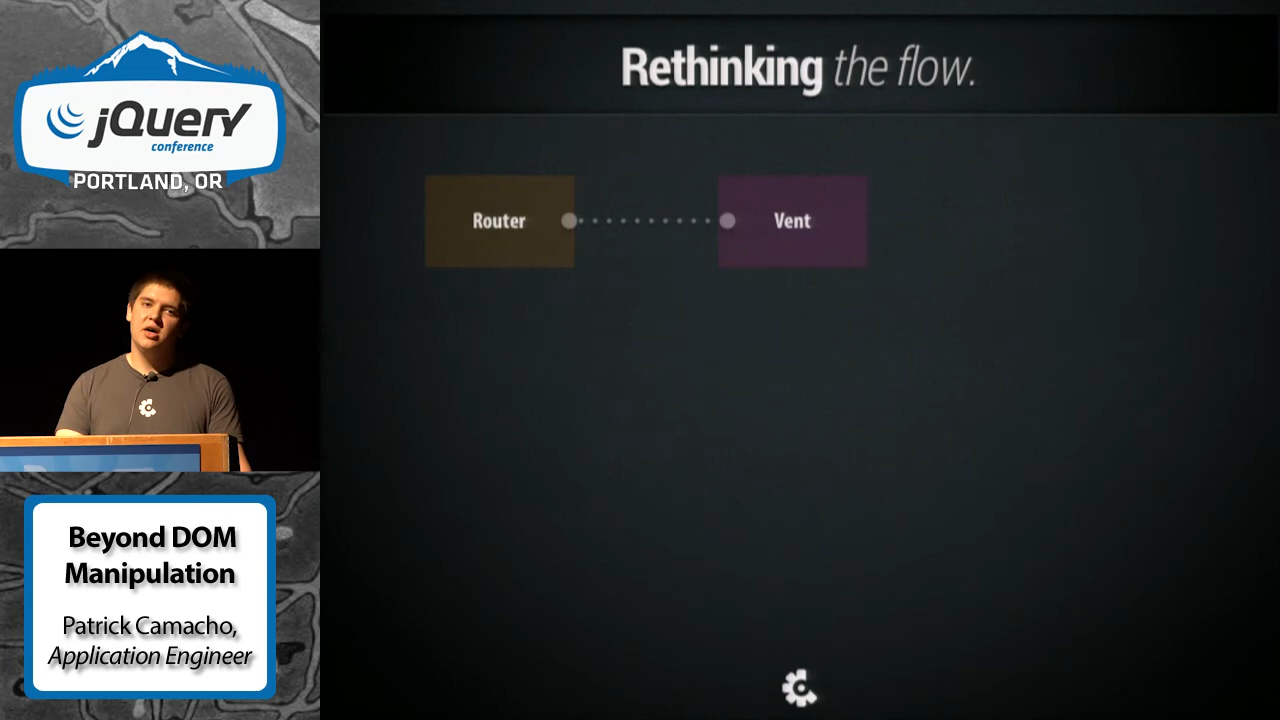 jQuery
conference
PORTLAND, OR
Beyond DOM
Manipulation
Patrick Camacho,
Application Engineer
Rethinking the flow.
Router
Vent